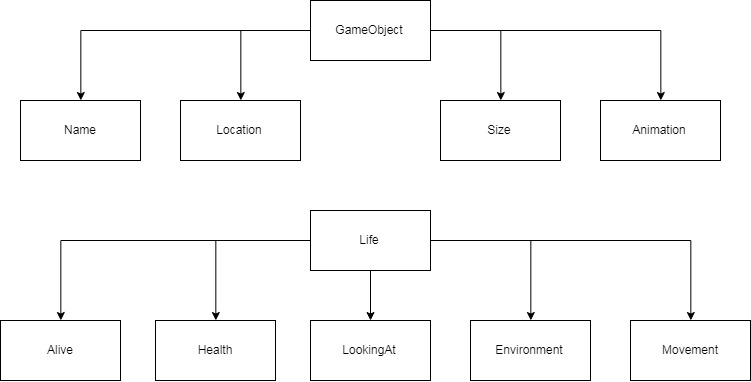 GameObject
Name
Location
Size
Animation
Life
Alive
Health
LookingAt
Environment
Movement